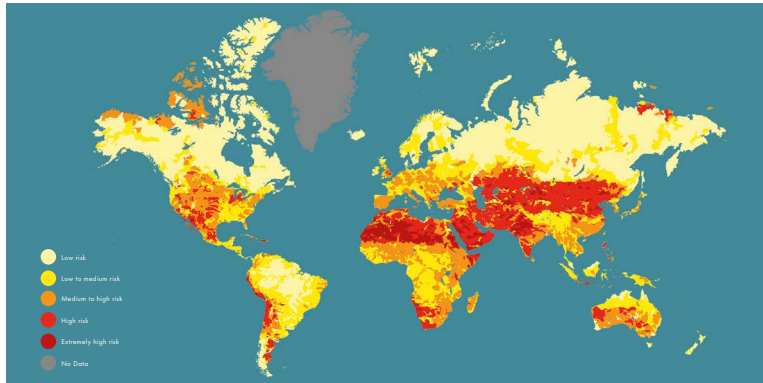 Low risk
Low to medium risk
Medium to high risk
High risk
Extremely high risk
No Data